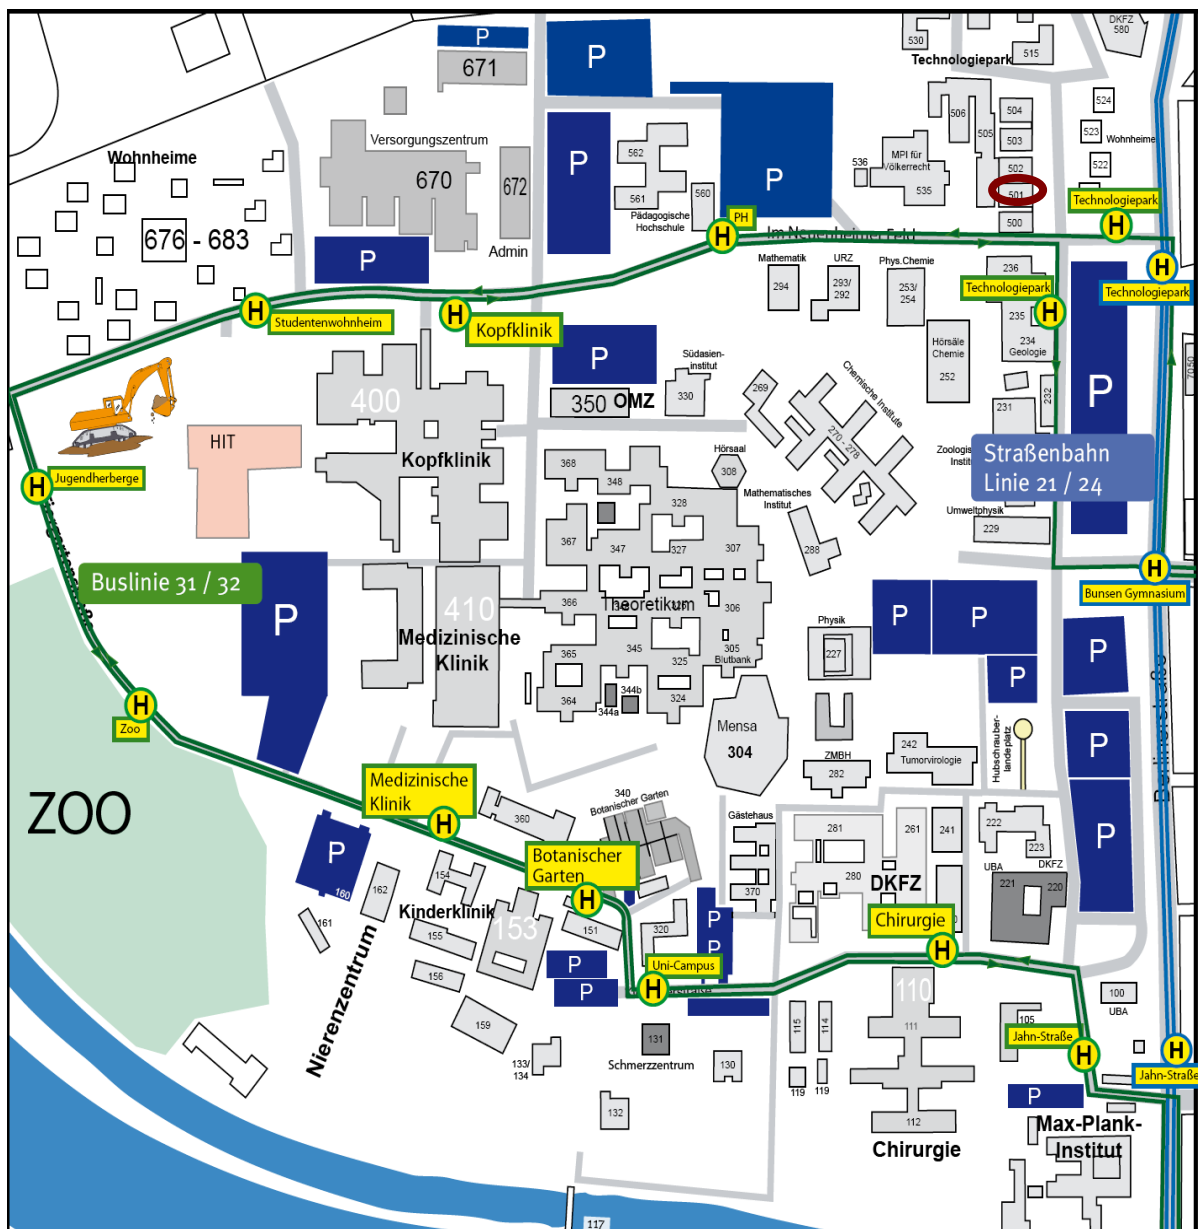 P
671
P
530
515
DKFZ
580
Technologiepark
Versorgungszentrum
670
672
Admin
P
562
561
560
Pädagogische
Hochschule
P
506
505
504
503
502
501
500
536
MPI für
Völkerrecht
535
524
523
Wohnheime
522
Wohnheime
676 - 683
P
H
PH
Im Neuenheimer Feld
H
Technologiepark
H
Technologiepark
H
Technologiepark
H
Studentenwohnheim
H
Kopfklinik
Mathematik
294
URZ
293/
292
Phys.Chemie
253/
254
236
235
234
Geologie
Hörsäle
Chemie
252
P
400
Kopfklinik
P
350
OMZ
Südasien-
institut
330
269
Chemische Institute
270 - 278
231
232
7050
HIT
H
Jugendherberge
Straßenbahn
Linie 21 / 24
Zoologie
Umweltphysik
229
Hörsaal
308
Mathematisches
Institut
288
368
348
328
367
347
327
307
366
306
Theoretikum
365
345
325
305
Blutbank
364
344a
344b
324
Buslinie 31 / 32
P
410
Medizinische
Klinik
H
Bunsen Gymnasium
Physik
227
P
P
P
P
P
P
Berlinerstraße
Hubschrauber-
landeplatz
Mensa
304
ZMBH
282
242
Tumorvirologie
H
Zoo
ZOO
Medizinische
Klinik
H
360
340
Botanischer Garten
Botanischer
Garten
H
Gästehaus
370
281
280
261
241
DKFZ
222
223
UBA
DKFZ
221
220
P
160
162
161
Nierenzentrum
154
Kinderklinik
153
155
156
151
159
320
P
P
P
P
Uni-Campus
H
Chirurgie
H
110
111
112
Chirurgie
115
114
119
119
131
Schmerzzentrum
133/
134
130
132
117
100
UBA
105
Jahn-Straße
H
H
Jahn-Straße
P
Max-Plank-
Institut